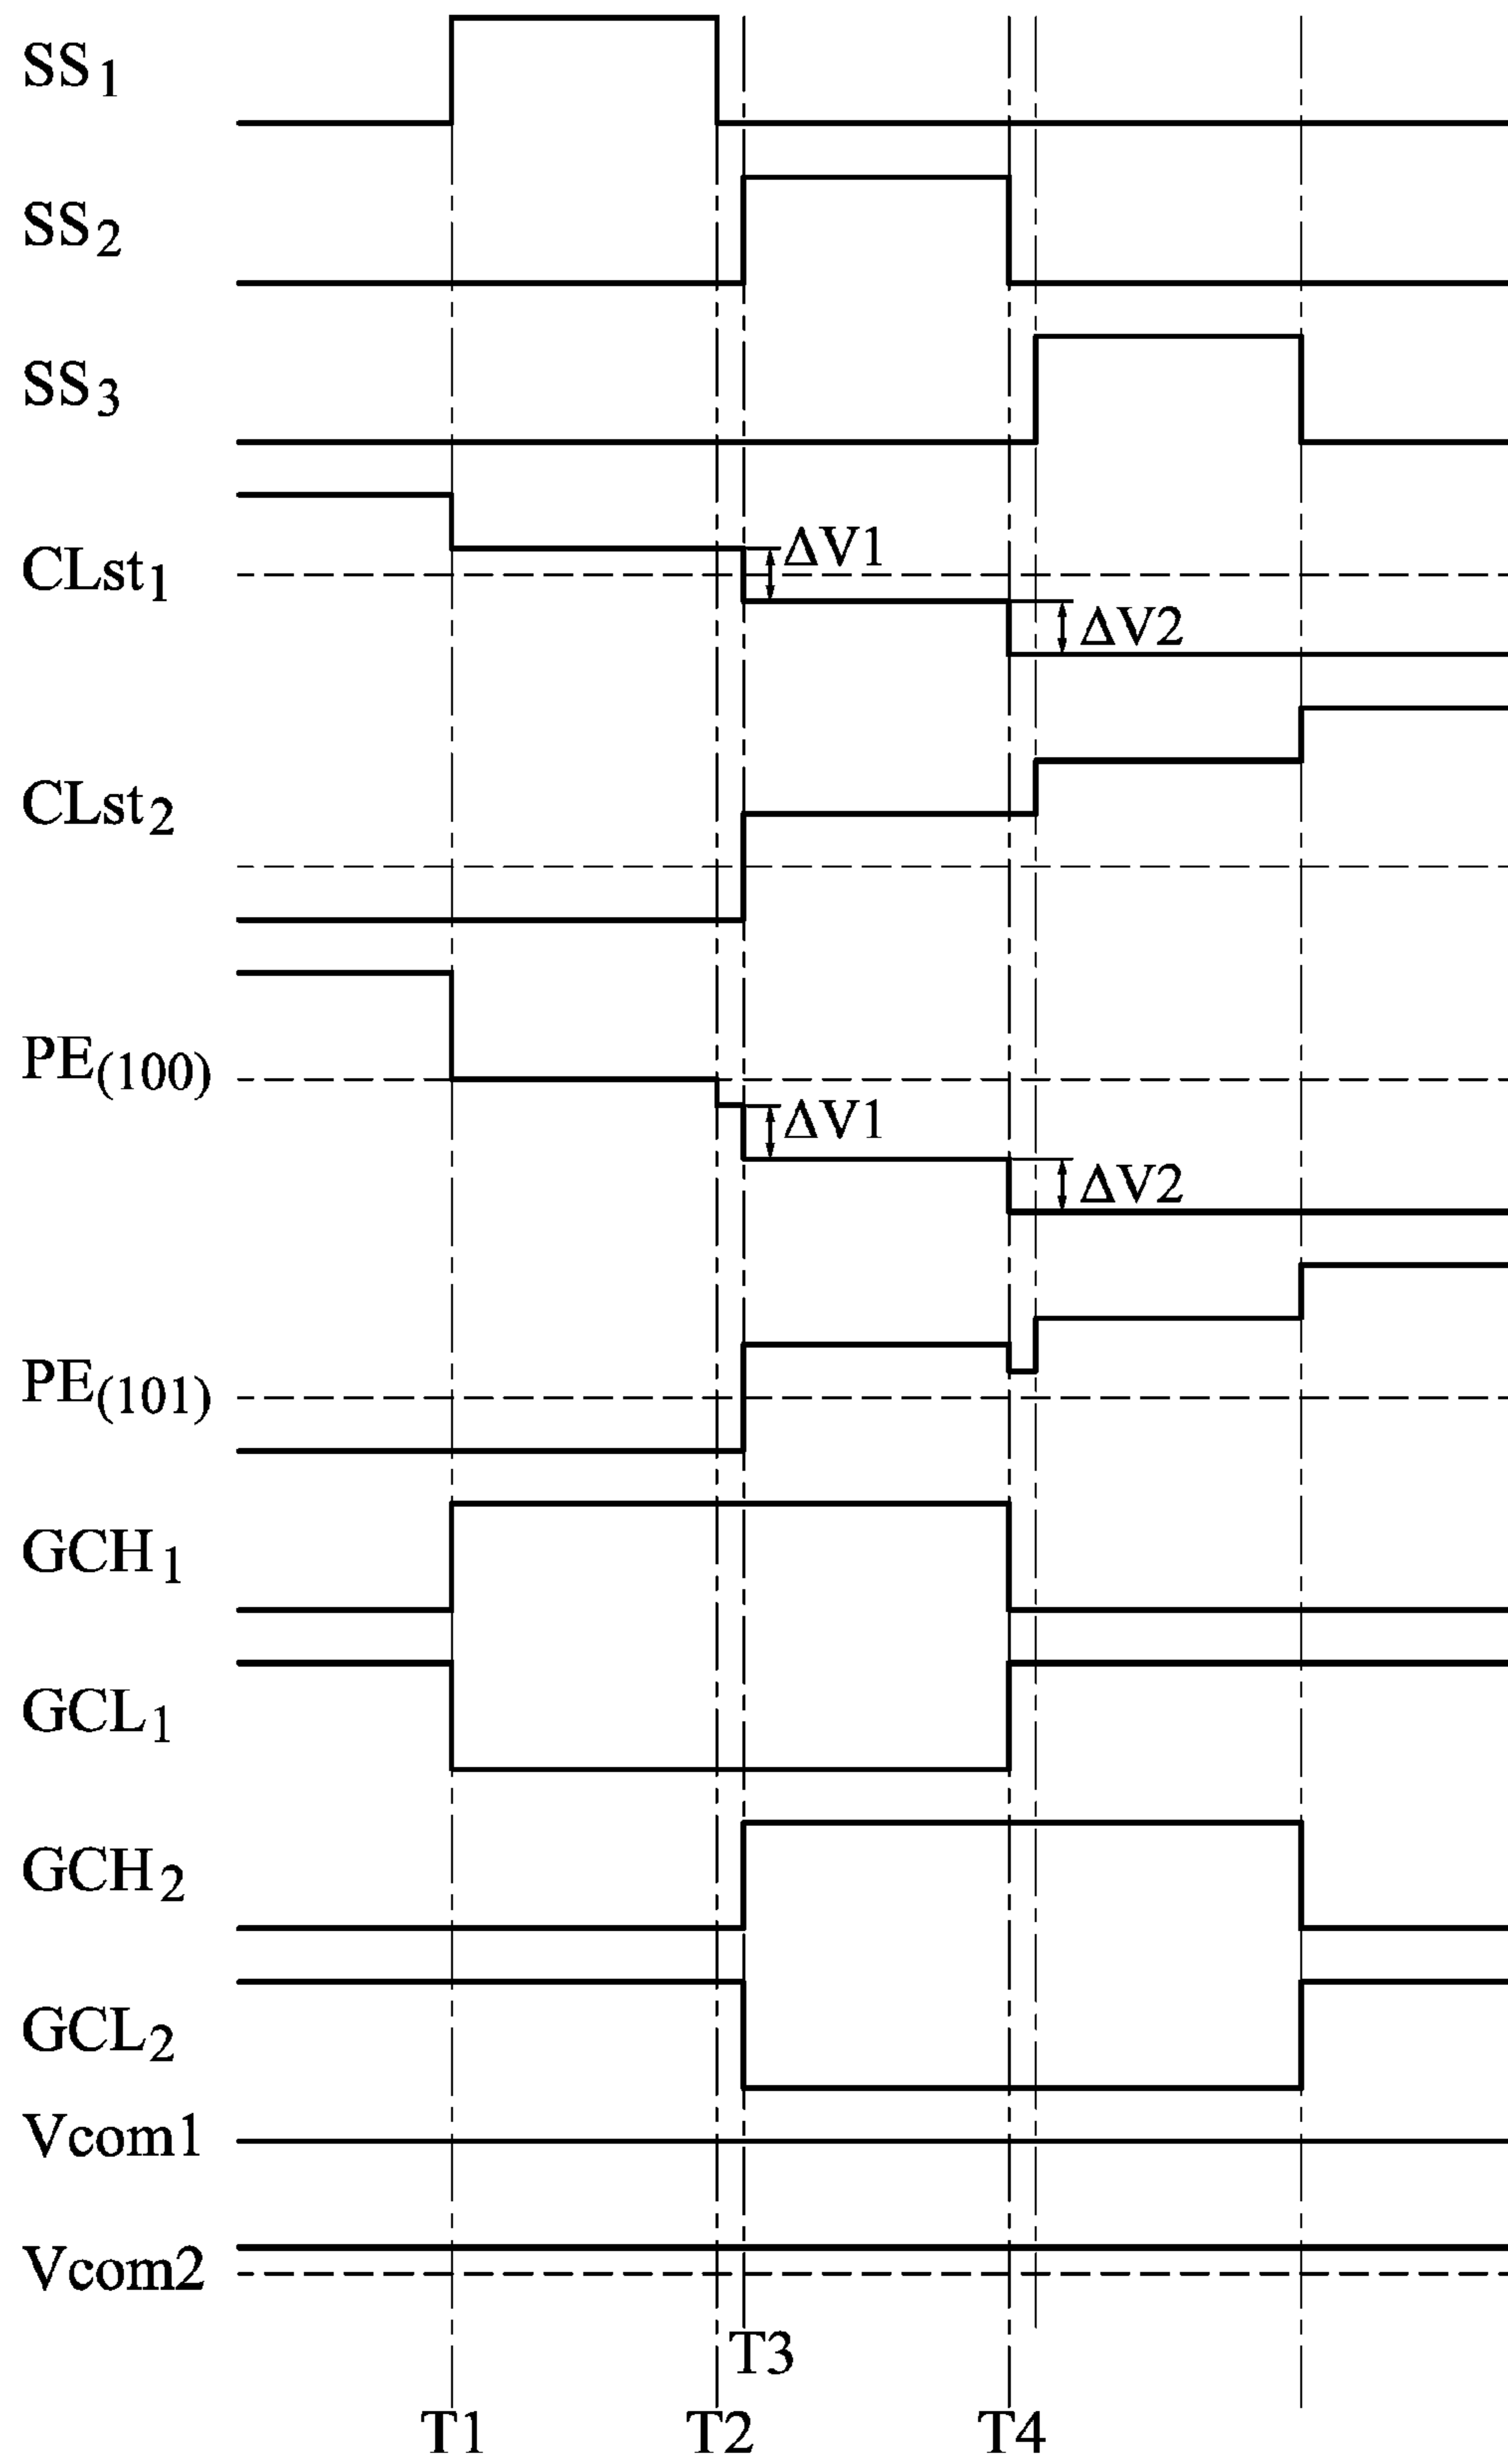 SS1
SS2
SS3
CLst1
ΔV1
ΔV2
CLst2
PE(100)
ΔV1
ΔV2
PE(101)
GCH1
GCL1
GCH2
GCL2
Vcom1
Vcom2
T3
T1 T2 T4